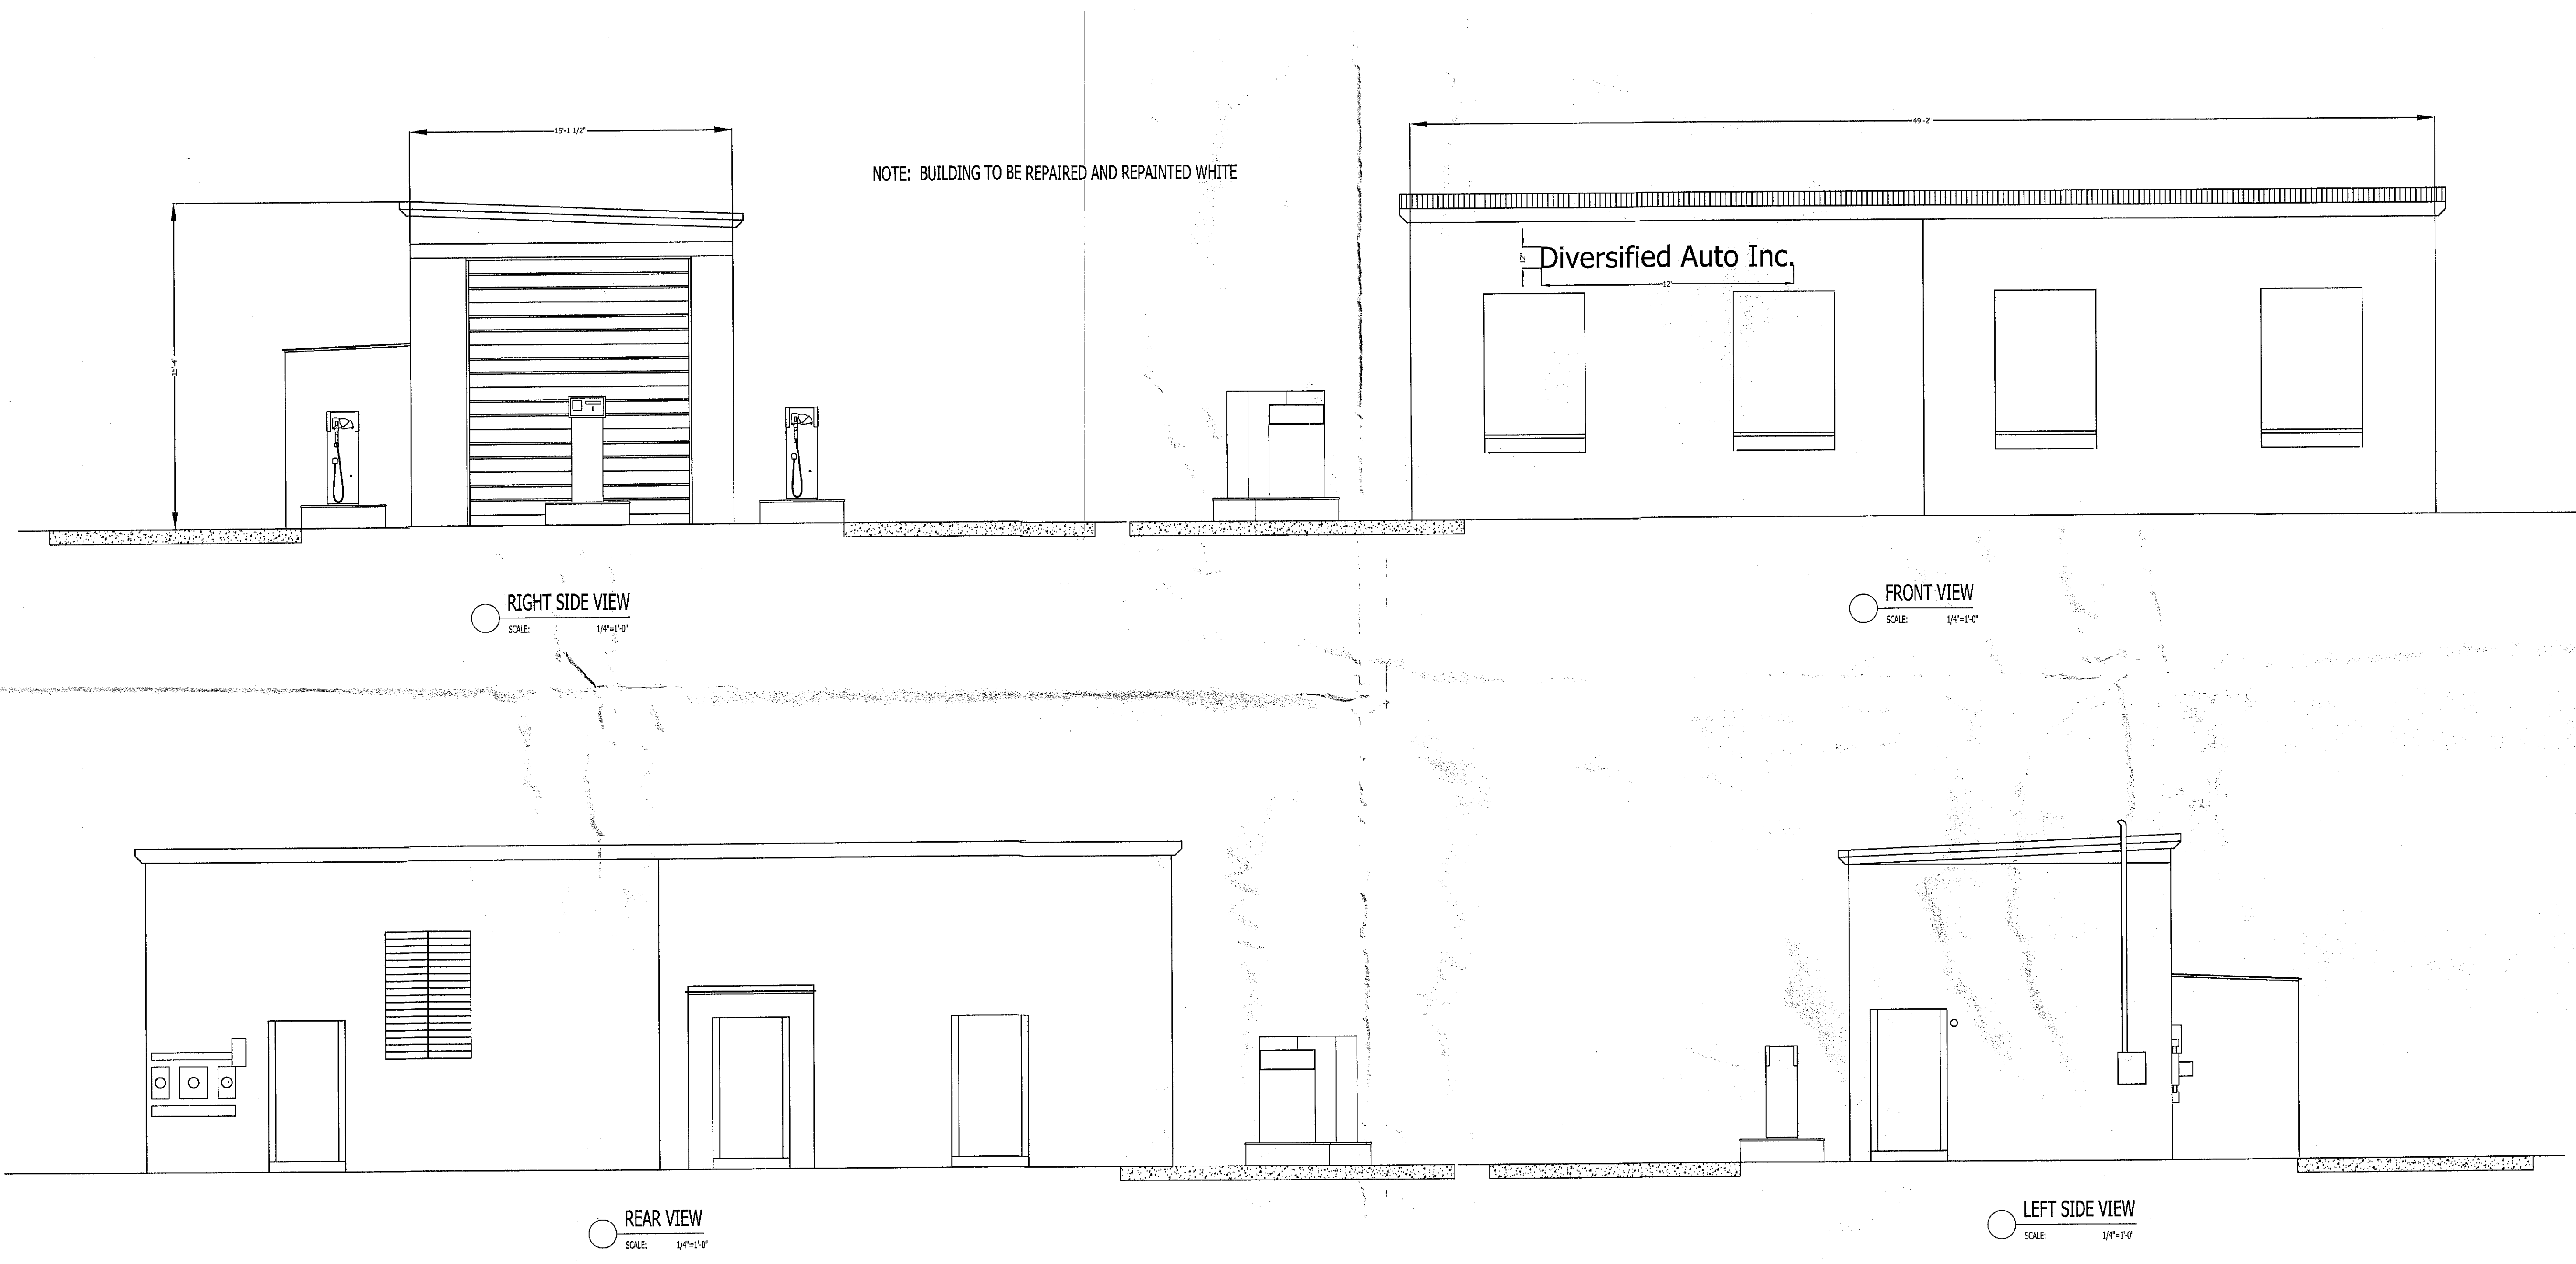 15'-1 1/2"
49'-2"
NOTE: BUILDING TO BE REPAIRED AND REPAINTED WHITE
Diversified Auto Inc.
12"
12'
15'-4"
RIGHT SIDE VIEW
SCALE: 1/4"=1'-0"
FRONT VIEW
SCALE: 1/4"=1'-0"
REAR VIEW
SCALE: 1/4"=1'-0"
LEFT SIDE VIEW
SCALE: 1/4"=1'-0"